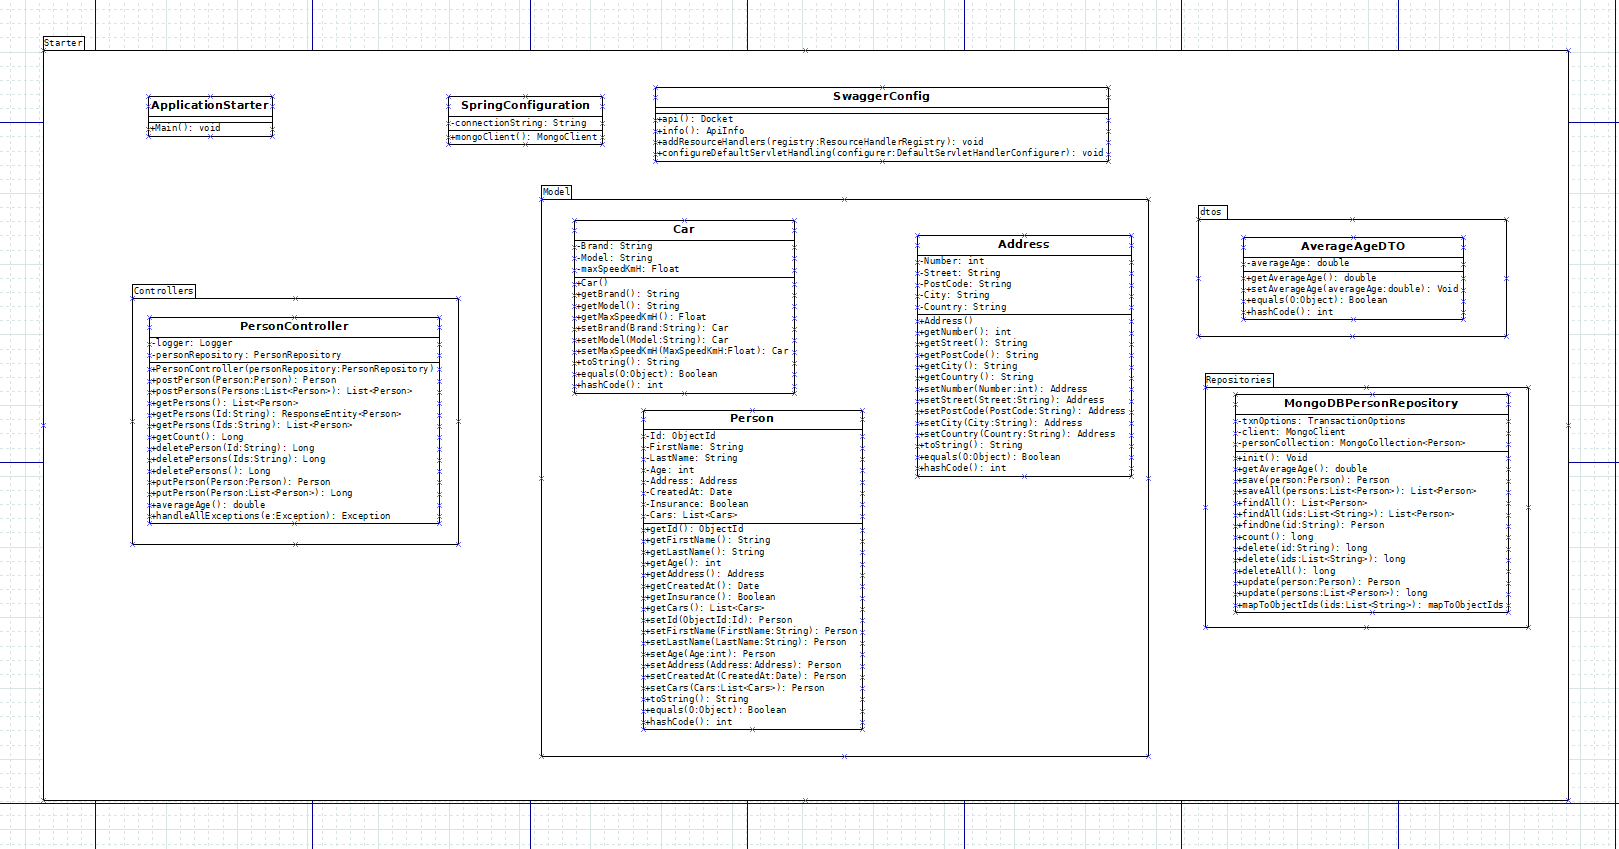 Starter
ApplicationStarter
+Main(): void
SpringConfiguration
-connectionString: String
+mongoClient(): MongoClient
SwaggerConfig
+api(): Docket
+info(): ApiInfo
+addResourceHandlers(registry:ResourceHandlerRegistry): void
+configureDefaultServletHandling(configurer:DefaultServletHandlerConfigurer): void
Controllers
PersonController
-logger: Logger
-personRepository: PersonRepository
+PersonController(personRepository:PersonRepository)
+postPerson(Person:Person): Person
+postPersons(Persons:List<Person>): List<Person>
+getPersons(): List<Person>
+getPersons(Id:String): ResponseEntity<Person>
+getPersons(Ids:String): List<Person>
+getCount(): Long
+deletePerson(Id:String): Long
+deletePersons(Ids:String): Long
+deletePersons(): Long
+putPerson(Person:Person): Person
+putPerson(Person:List<Person>): Long
+averageAge(): double
+handleAllExceptions(e:Exception): Exception
Model
Car
-Brand: String
-Model: String
-maxSpeedKmH: Float
+Car()
+getBrand(): String
+getModel(): String
+getMaxSpeedKmH(): Float
+setBrand(Brand:String): Car
+setModel(Model:String): Car
+setMaxSpeedKmH(MaxSpeedKmH:Float): Car
+toString(): String
+equals(O:Object): Boolean
+hashCode(): int
Person
-Id: ObjectId
-FirstName: String
-LastName: String
-Age: int
-Address: Address
-CreatedAt: Date
-Insurance: Boolean
-Cars: List<Cars>
+getId(): ObjectId
+getFirstName(): String
+getLastName(): String
+getAge(): int
+getAddress(): Address
+getCreatedAt(): Date
+getInsurance(): Boolean
+getCars(): List<Cars>
+setId(ObjectId:Id): Person
+setFirstName(FirstName:String): Person
+setLastName(LastName:String): Person
+setAge(Age:int): Person
+setAddress(Address:Address): Person
+setCreatedAt(CreatedAt:Date): Person
+setCars(Cars:List<Cars>): Person
+toString(): String
+equals(O:Object): Boolean
+hashCode(): int
Address
-Number: int
-Street: String
-PostCode: String
-City: String
-Country: String
+Address()
+getNumber(): int
+getStreet(): String
+getPostCode(): String
+getCity(): String
+getCountry(): String
+setNumber(Number:int): Address
+setStreet(Street:String): Address
+setPostCode(PostCode:String): Address
+setCity(City:String): Address
+setCountry(Country:String): Address
+toString(): String
+equals(O:Object): Boolean
+hashCode(): int
dtos
AverageAgeDTO
-averageAge: double
+getAverageAge(): double
+setAverageAge(averageAge:double): Void
+equals(O:Object): Boolean
+hashCode(): int
Repositories
MongoDBPersonRepository
-txnOptions: TransactionOptions
-client: MongoClient
-personCollection: MongoCollection<Person>
+init(): Void
+getAverageAge(): double
+save(person:Person): Person
+saveAll(persons:List<Person>): List<Person>
+findAll(): List<Person>
+findAll(ids:List<String>): List<Person>
+findOne(id:String): Person
+count(): long
+delete(id:String): long
+delete(ids:List<String>): long
+deleteAll(): long
+update(person:Person): Person
+update(persons:List<Person>): long
+mapToObjectIds(ids:List<String>): mapToObjectIds